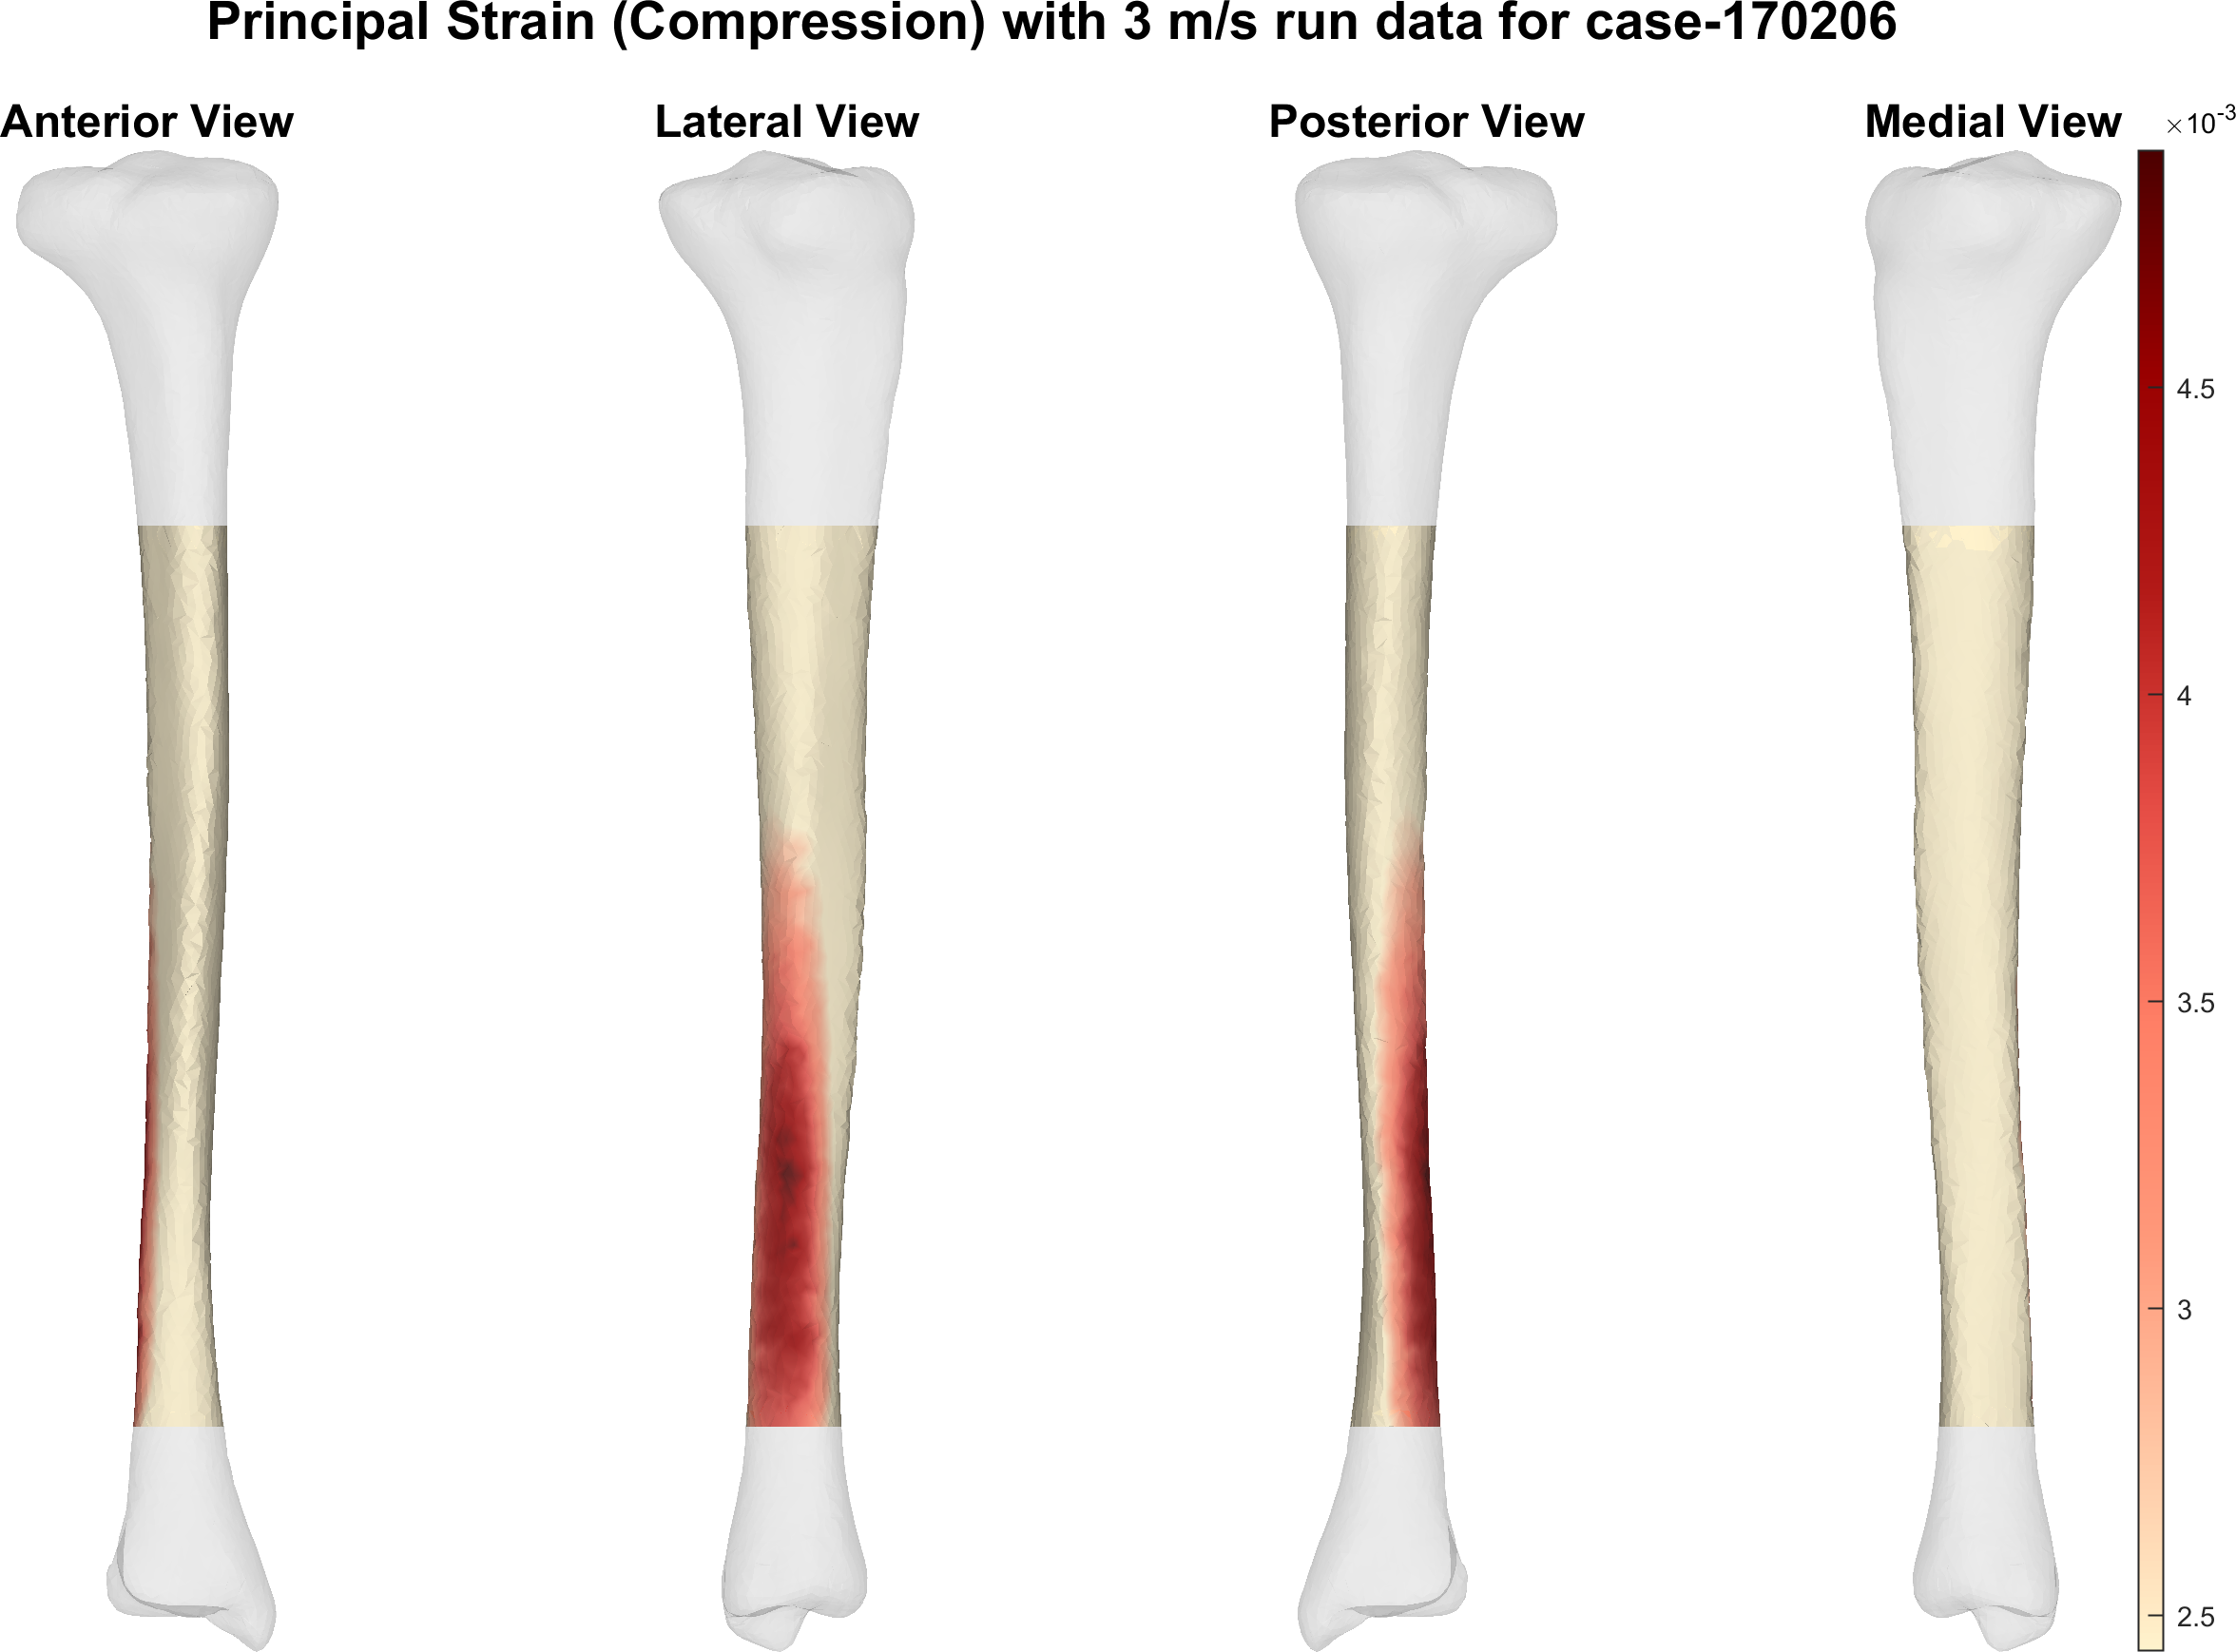 Principal Strain (Compression) with 3 m/s run data for case-170206
Anterior View
Lateral View
Posterior View
Medial View
×10-3
4.5
4
3.5
3
2.5